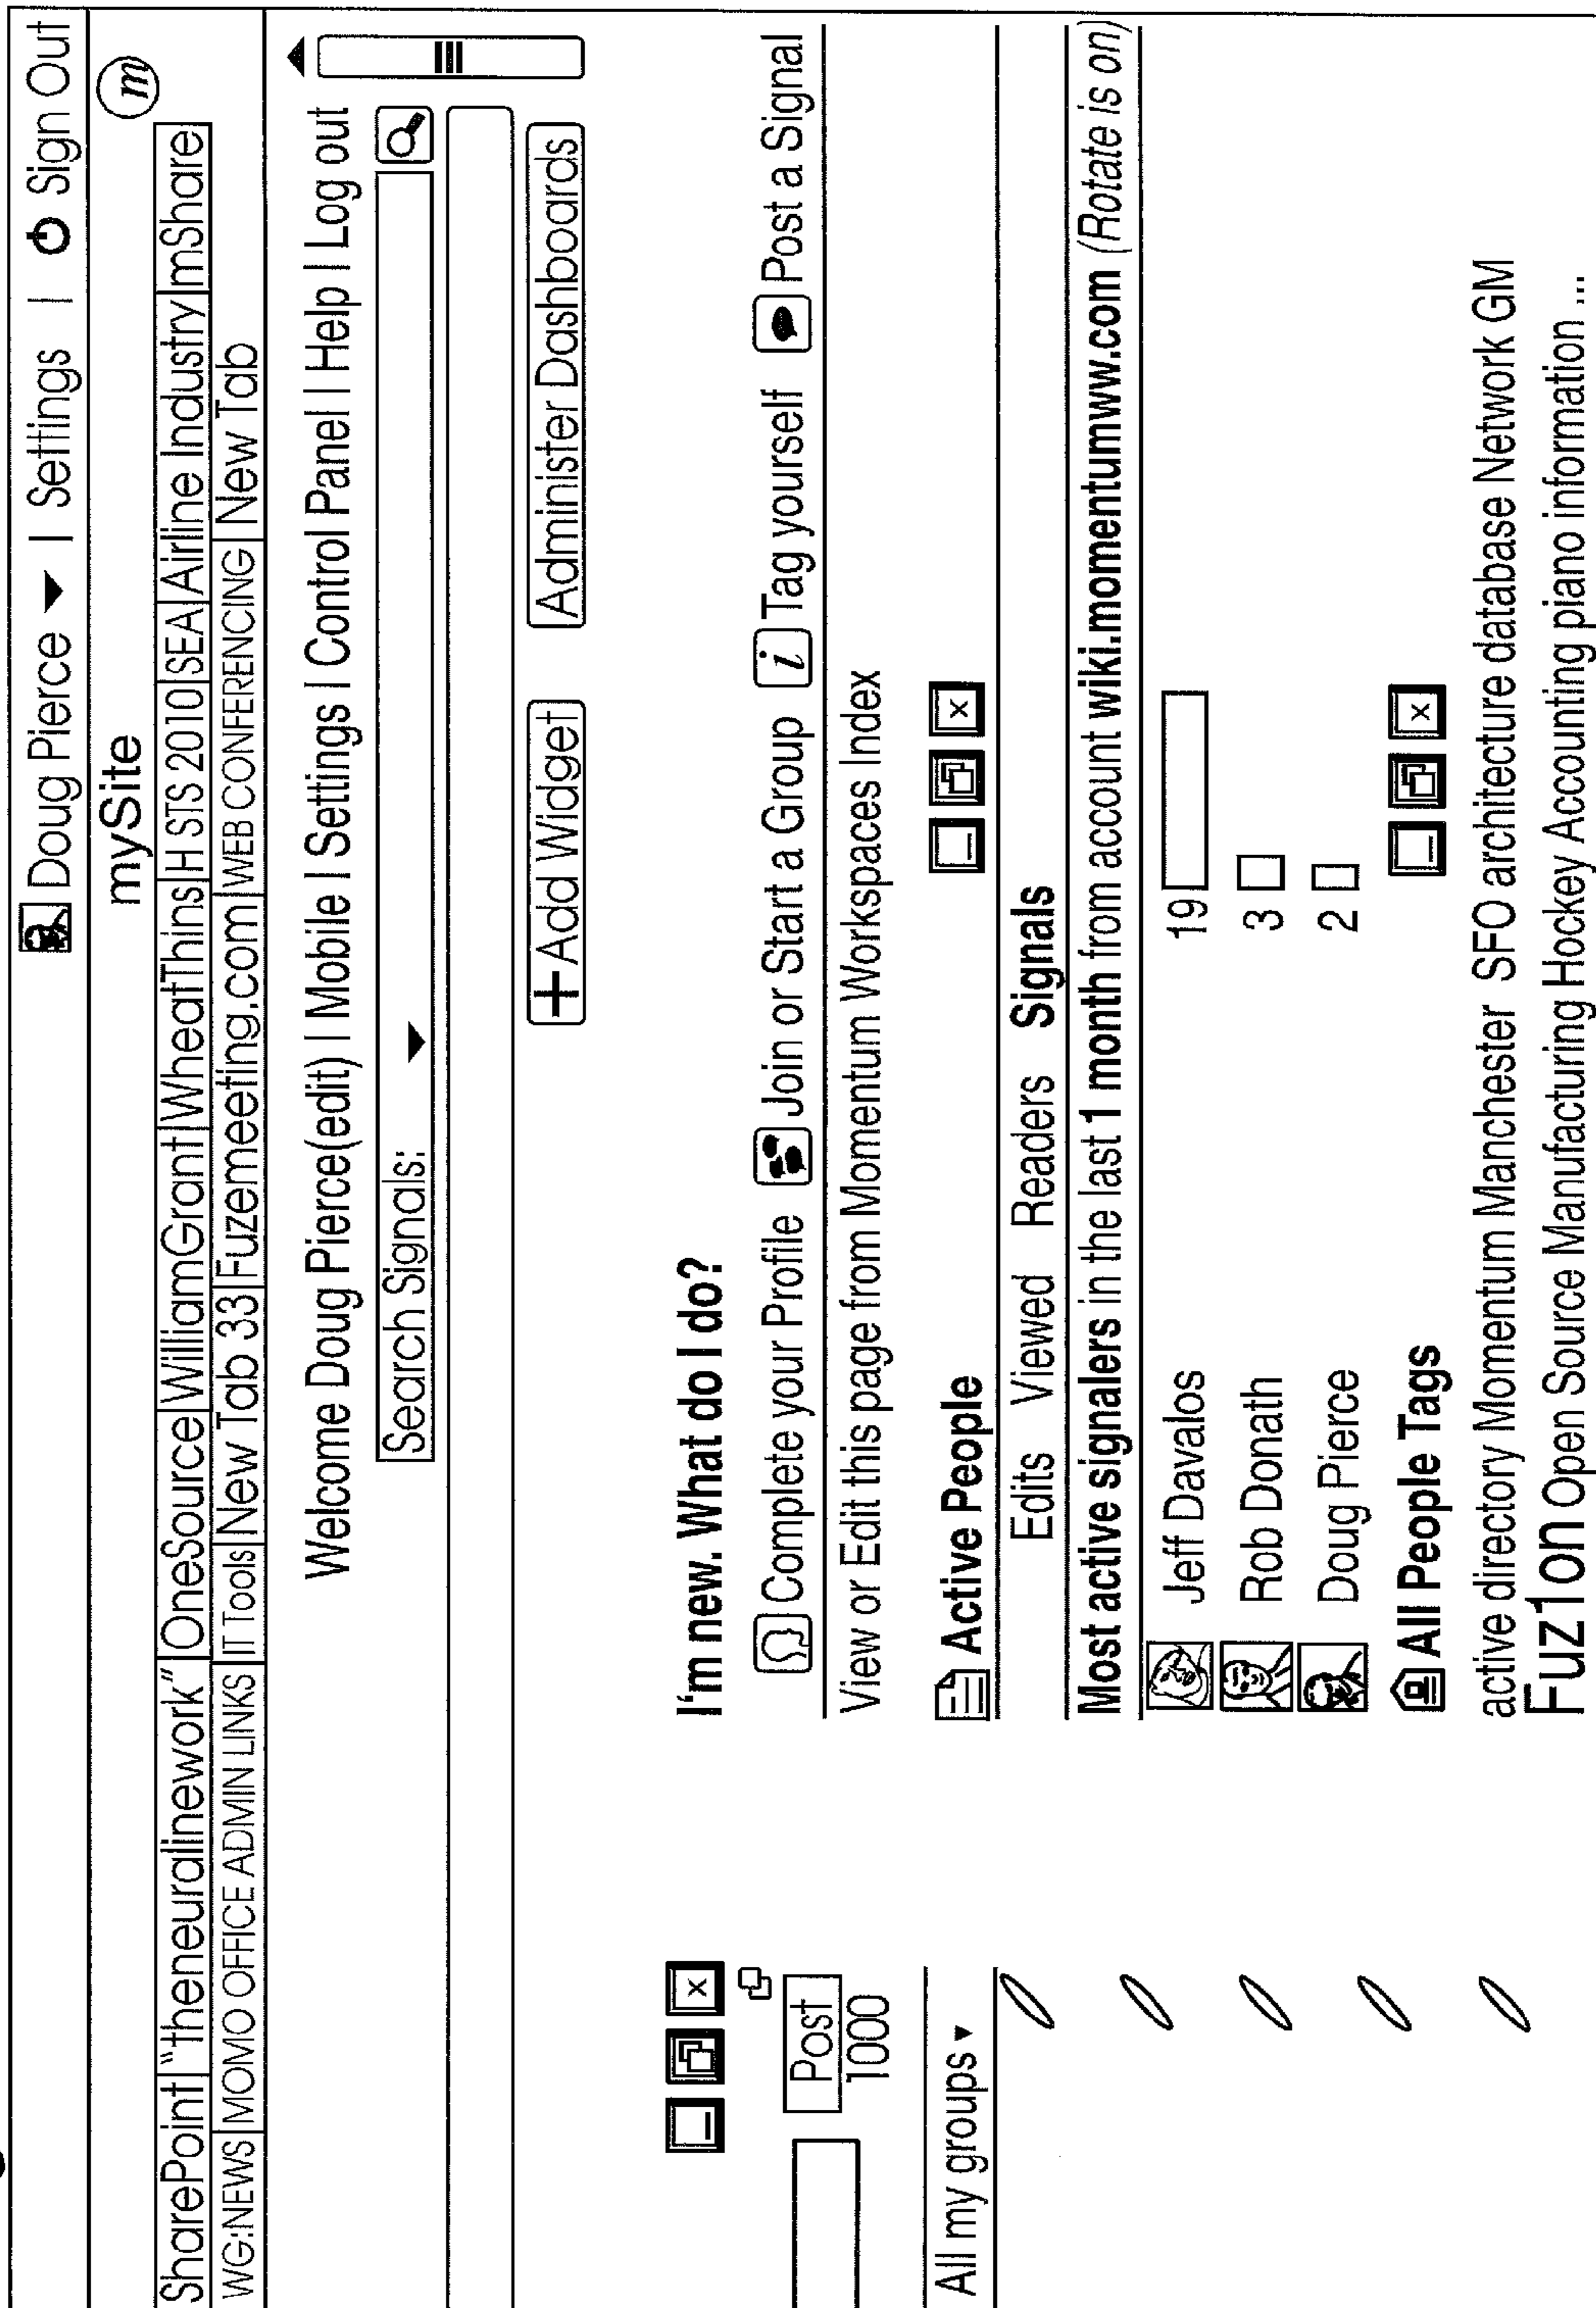 Doug Pierce ▼ | Settings | Sign Out
mySite
m
SharePoint | "theneuralinework" | OneSource | WilliamGrant | WheatThins | H STS 2010 | SEA | Airline Industry | mShare
WG:NEWS | MOMO OFFICE ADMIN LINKS | IT Tools | New Tab 33 | Fuzemeeting.com | WEB CONFERENCING | New Tab
Welcome Doug Pierce(edit) | Mobile | Settings | Control Panel | Help | Log out
Search Signals: ▼
+ Add Widget Administer Dashboards
I'm new. What do I do?
Complete your Profile Join or Start a Group i Tag yourself Post a Signal
Post
1000
View or Edit this page from Momentum Workspaces Index
All my groups ▾
Active People
Edits Viewed Readers Signals
Most active signalers in the last 1 month from account wiki.momentumww.com (Rotate is on)
Jeff Davalos 19
Rob Donath 3
Doug Pierce 2
All People Tags
active directory Momentum Manchester SFO architecture database Network GM
Fuz1on Open Source Manufacturing Hockey Accounting piano information ...